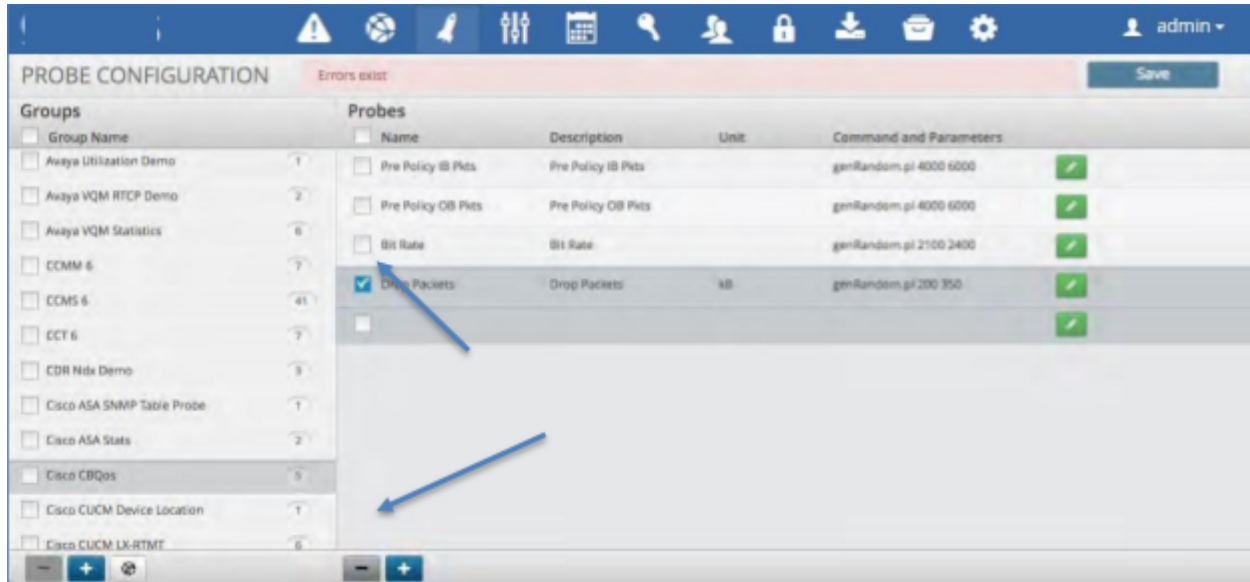 admin
PROBE CONFIGURATION
Errors exist
Save
Groups
Group Name
Avaya Utilization Demo 1
Avaya VQM RTCP Demo 2
Avaya VQM Statistics 6
CCMM 6 7
CCMS 6 41
CCT 6 7
CDR Ndx Demo 3
Cisco ASA SNMP Table Probe 1
Cisco ASA Stats 2
Cisco CBQos 5
Cisco CUCM Device Location 1
Cisco CUCM LX-RTMT 6
Probes
Name Description Unit Command and Parameters
Pre Policy IB Pkts Pre Policy IB Pkts genRandom.pl 4000 6000
Pre Policy OB Pkts Pre Policy OB Pkts genRandom.pl 4000 6000
Bit Rate Bit Rate genRandom.pl 2100 2400
Drop Packets Drop Packets kB genRandom.pl 200 350